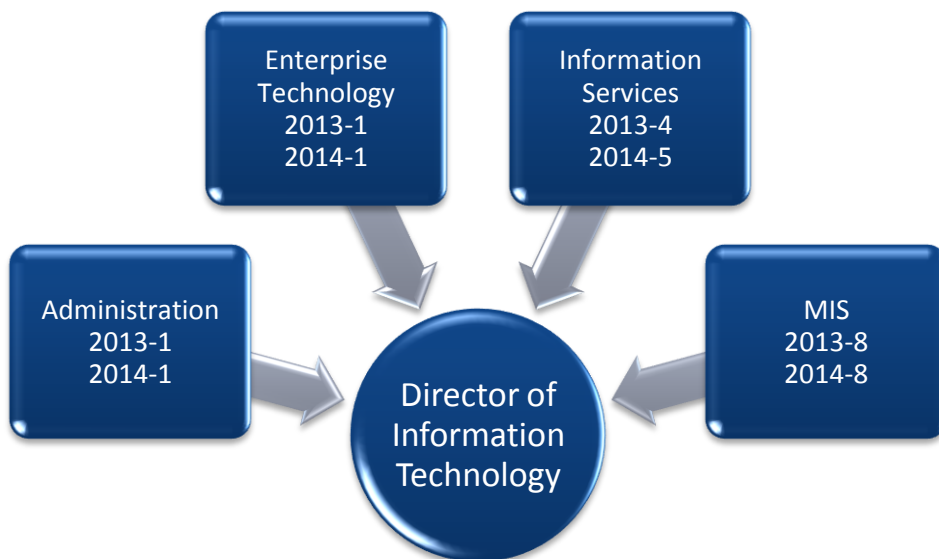 Enterprise
Technology
2013-1
2014-1
Information
Services
2013-4
2014-5
Administration
2013-1
2014-1
MIS
2013-8
2014-8
Director of
Information
Technology